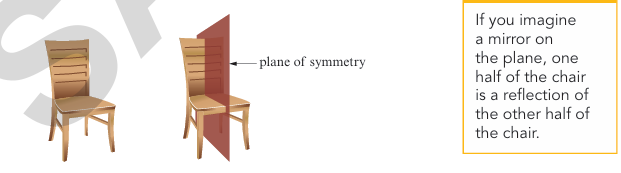 plane of symmetry
If you imagine
a mirror on
the plane, one
half of the chair
is a reflection of
the other half of
the chair.